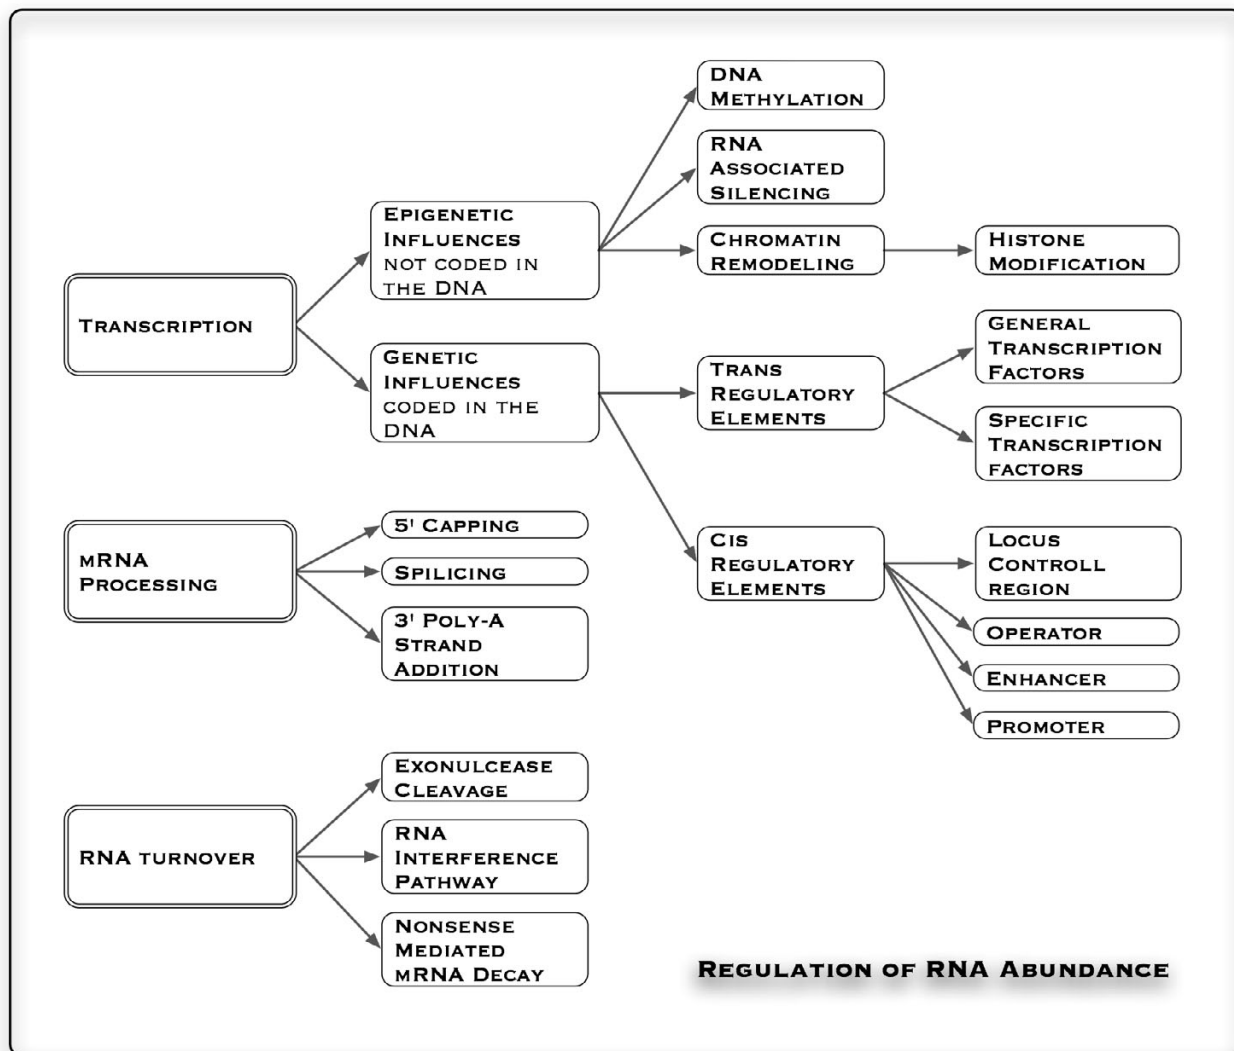 DNA
Methylation
RNA
Associated
Silencing
Epigenetic
Influences
not coded in
the DNA
Chromatin
Remodeling
Histone
Modification
Transcription
Genetic
Influences
coded in the
DNA
Trans
Regulatory
Elements
General
Transcription
Factors
Specific
Transcription
factors
mRNA
Processing
5' Capping
Spilicing
3' Poly-A
Strand
Addition
Cis
Regulatory
Elements
Locus
Controll
region
Operator
Enhancer
Promoter
RNA turnover
Exonulcease
Cleavage
RNA
Interference
Pathway
Nonsense
Mediated
mRNA Decay
Regulation of RNA Abundance